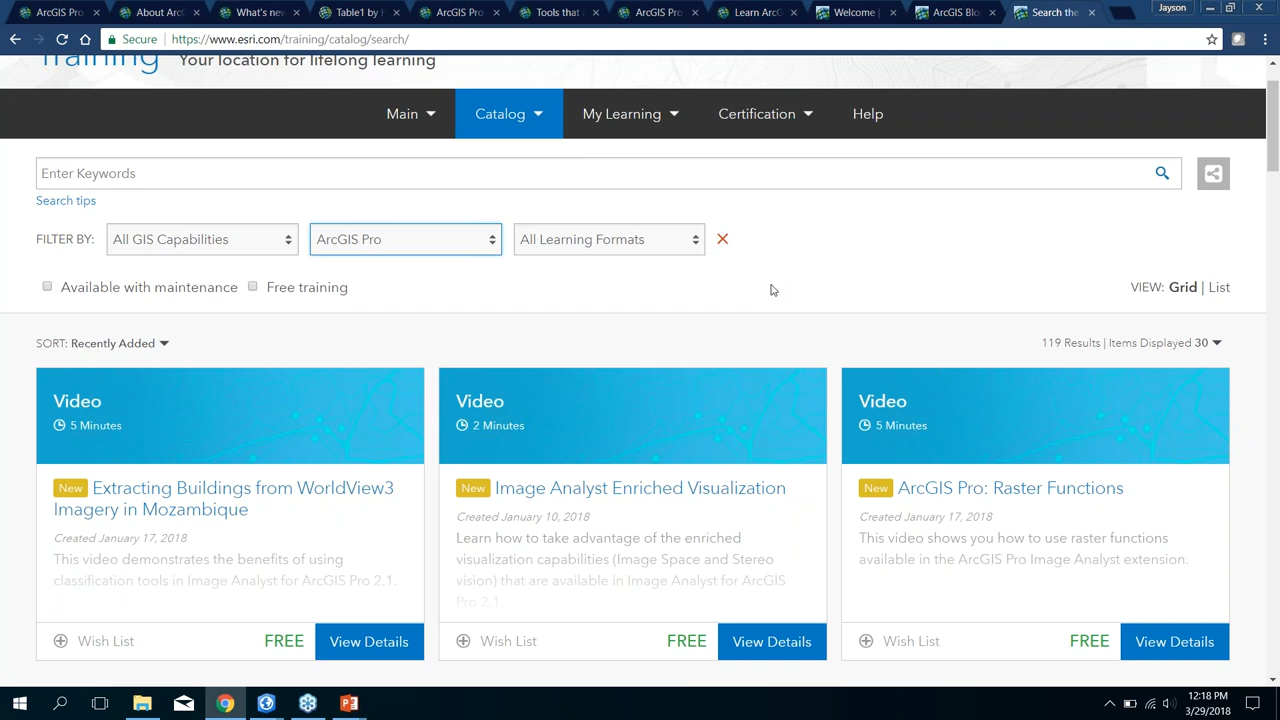 ArcGIS Pro
About ArcG
What's new
Table1 by H
ArcGIS Pro
Tools that a
ArcGIS Pro
Learn ArcG
Welcome |
ArcGIS Blo
Search the
Jayson
Secure https://www.esri.com/training/catalog/search/
Training Your location for lifelong learning
Main Catalog My Learning Certification Help
Enter Keywords
Search tips
FILTER BY: All GIS Capabilities ArcGIS Pro All Learning Formats
Available with maintenance Free training
VIEW: Grid | List
SORT: Recently Added
119 Results | Items Displayed 30
Video
5 Minutes
New Extracting Buildings from WorldView3
Imagery in Mozambique
Created January 17, 2018
This video demonstrates the benefits of using
classification tools in Image Analyst for ArcGIS Pro 2.1.
Wish List FREE View Details
Video
2 Minutes
New Image Analyst Enriched Visualization
Created January 10, 2018
Learn how to take advantage of the enriched
visualization capabilities (Image Space and Stereo
vision) that are available in Image Analyst for ArcGIS
Pro 2.1.
Wish List FREE View Details
Video
5 Minutes
New ArcGIS Pro: Raster Functions
Created January 17, 2018
This video shows you how to use raster functions
available in the ArcGIS Pro Image Analyst extension.
Wish List FREE View Details
12:18 PM
3/29/2018